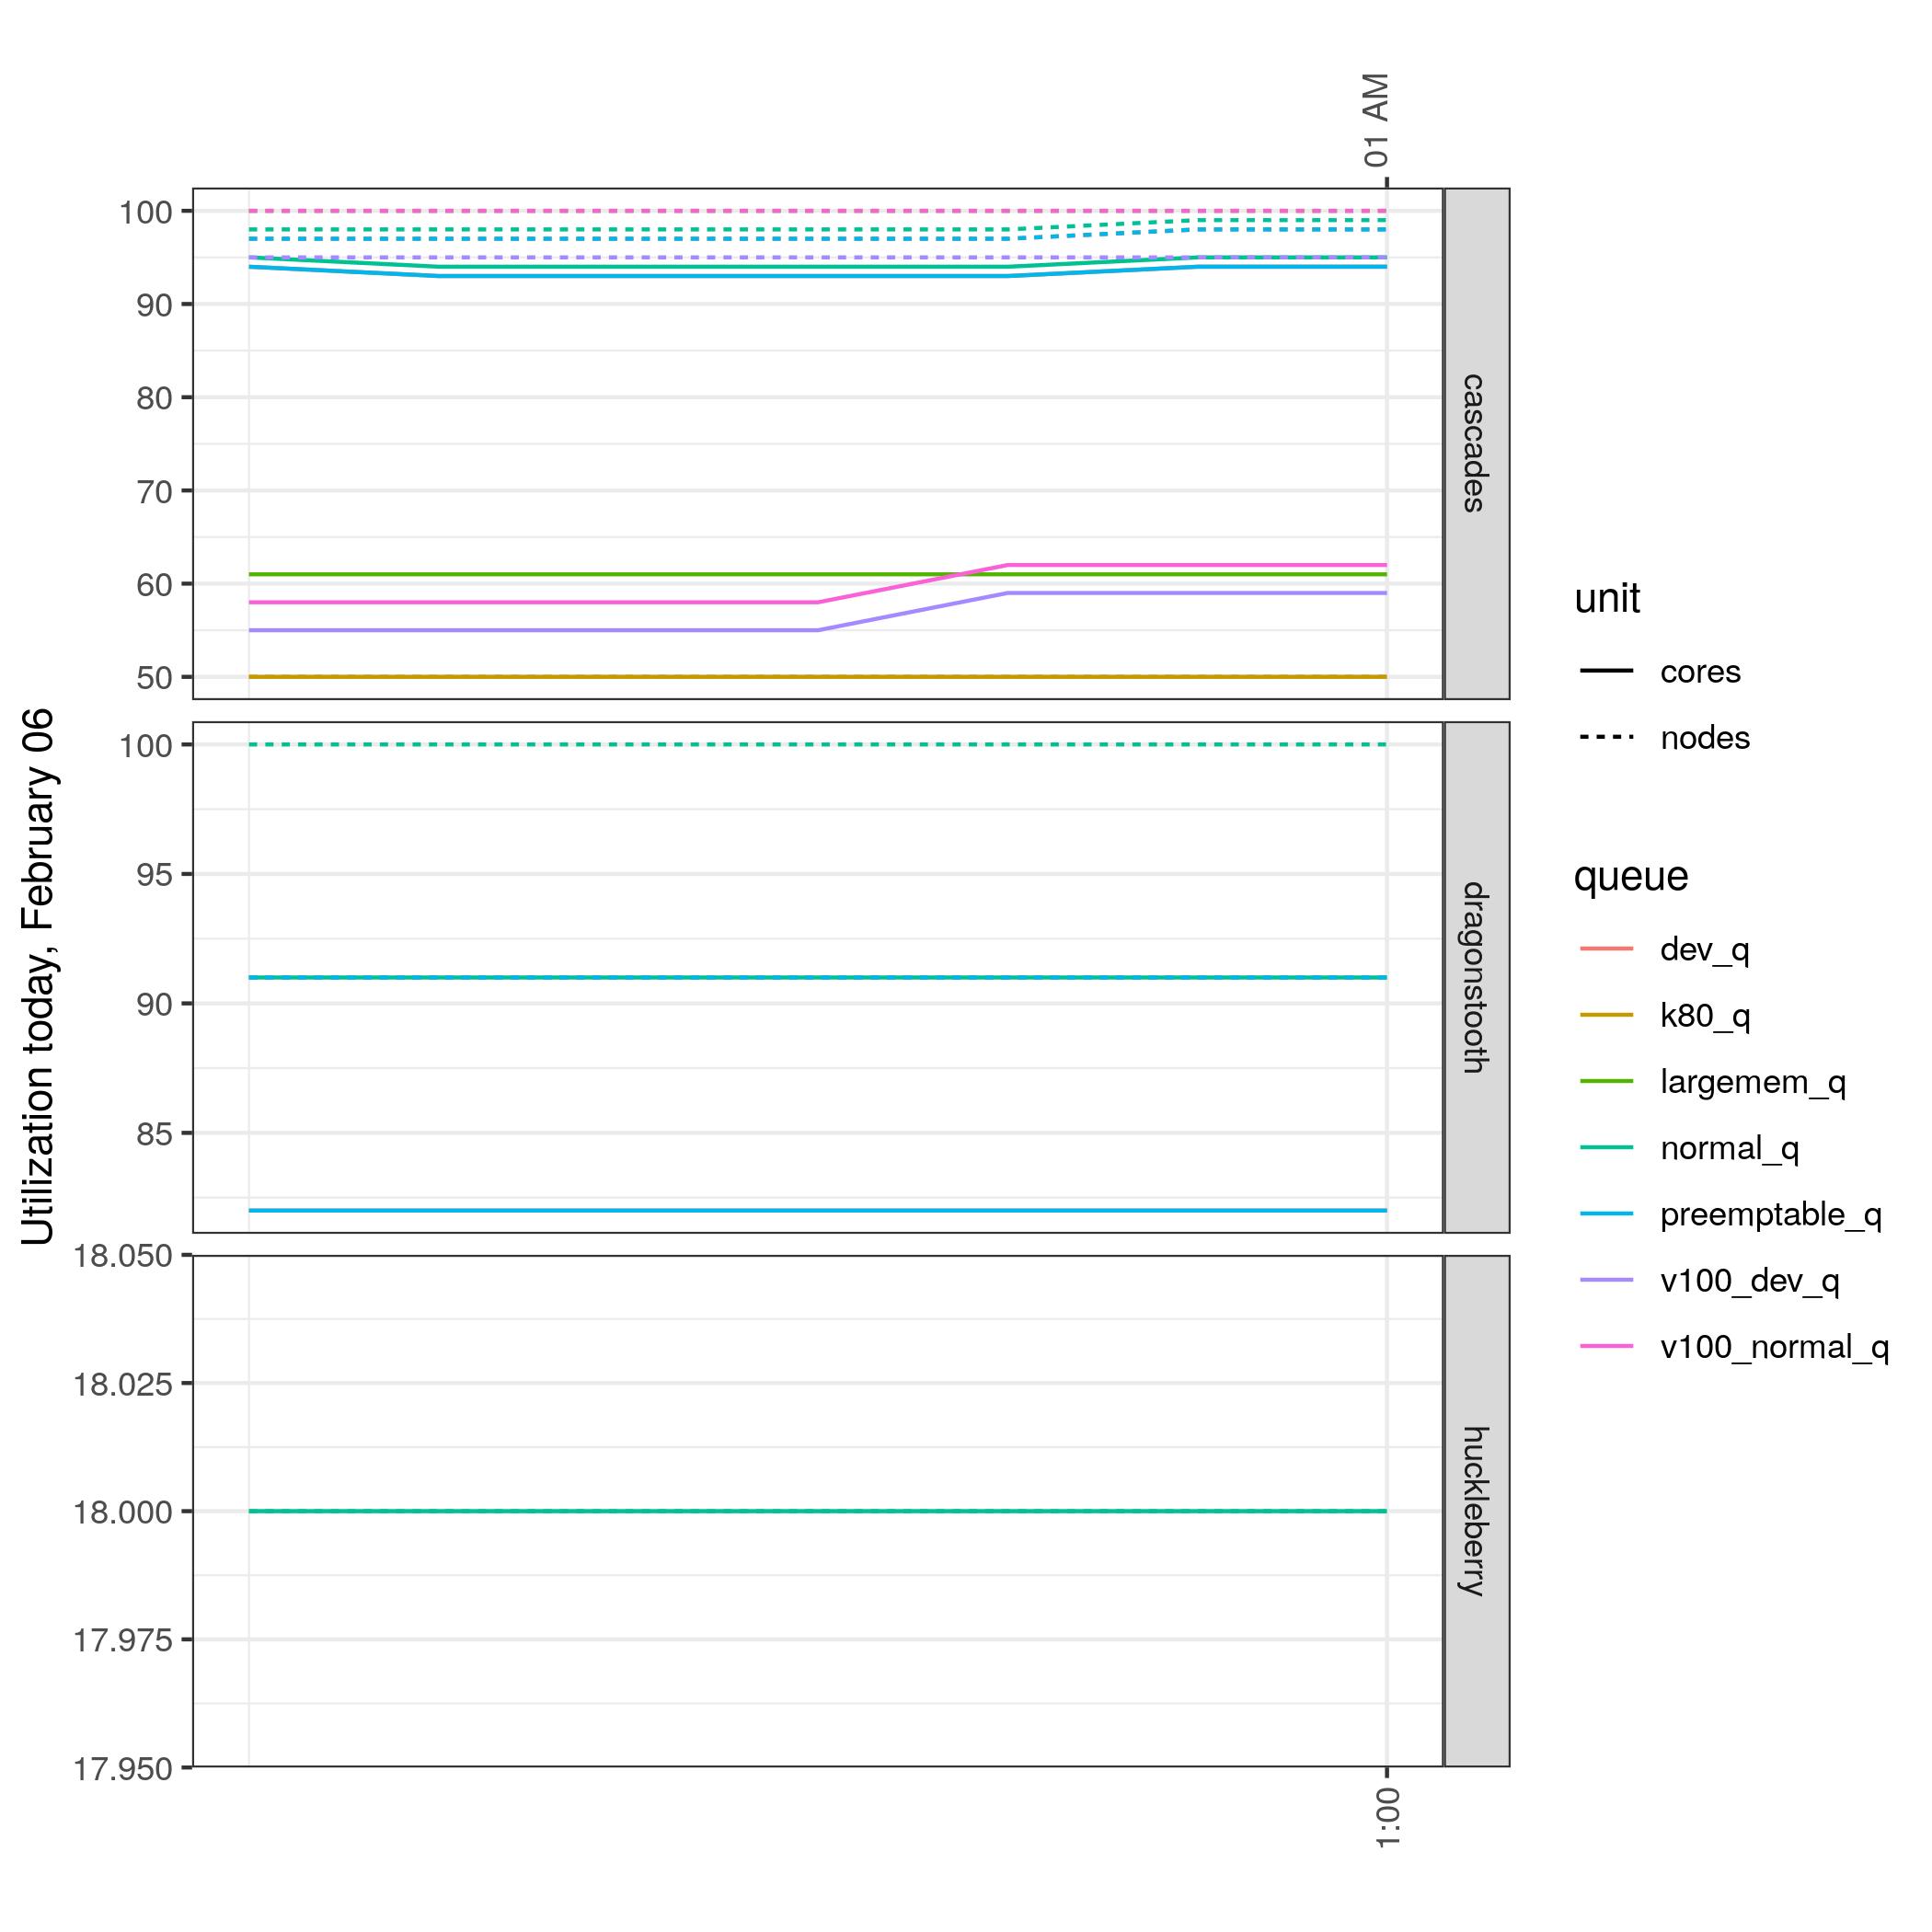 01 AM
Utilization today, February 06
100
90
80
70
60
50
cascades
100
95
90
85
dragonstooth
18.050
18.025
18.000
17.975
17.950
huckleberry
1:00
unit
cores
nodes
queue
dev_q
k80_q
largemem_q
normal_q
preemptable_q
v100_dev_q
v100_normal_q